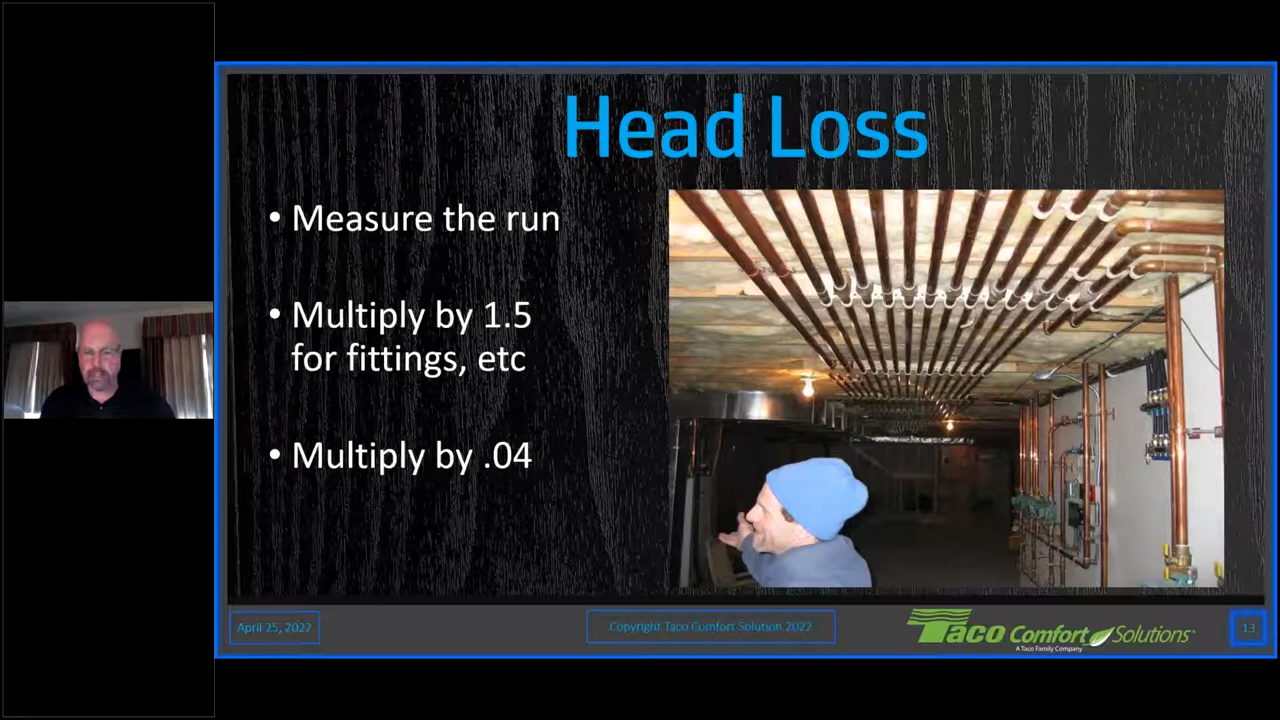 Head Loss
• Measure the run
• Multiply by 1.5
for fittings, etc
• Multiply by .04
April 25, 2022
Copyright Taco Comfort Solution 2022
Taco Comfort Solutions
A Taco Family Company
13